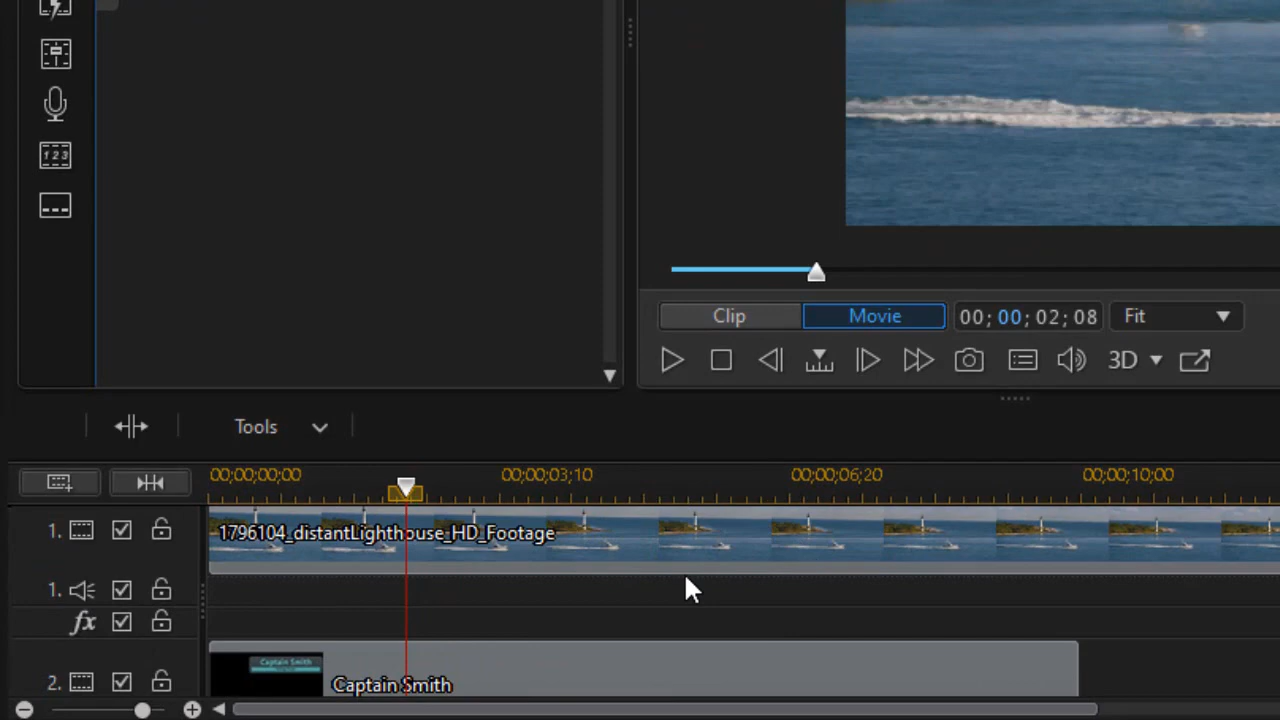 123
Clip
Movie
00;00;02;08
Fit
3D
Tools
00;00;00;00
00;00;03;10
00;00;06;20
00;00;10;00
1.
1796104_distantLighthouse_HD_Footage
1.
fx
2.
Captain Smith
Captain Smith